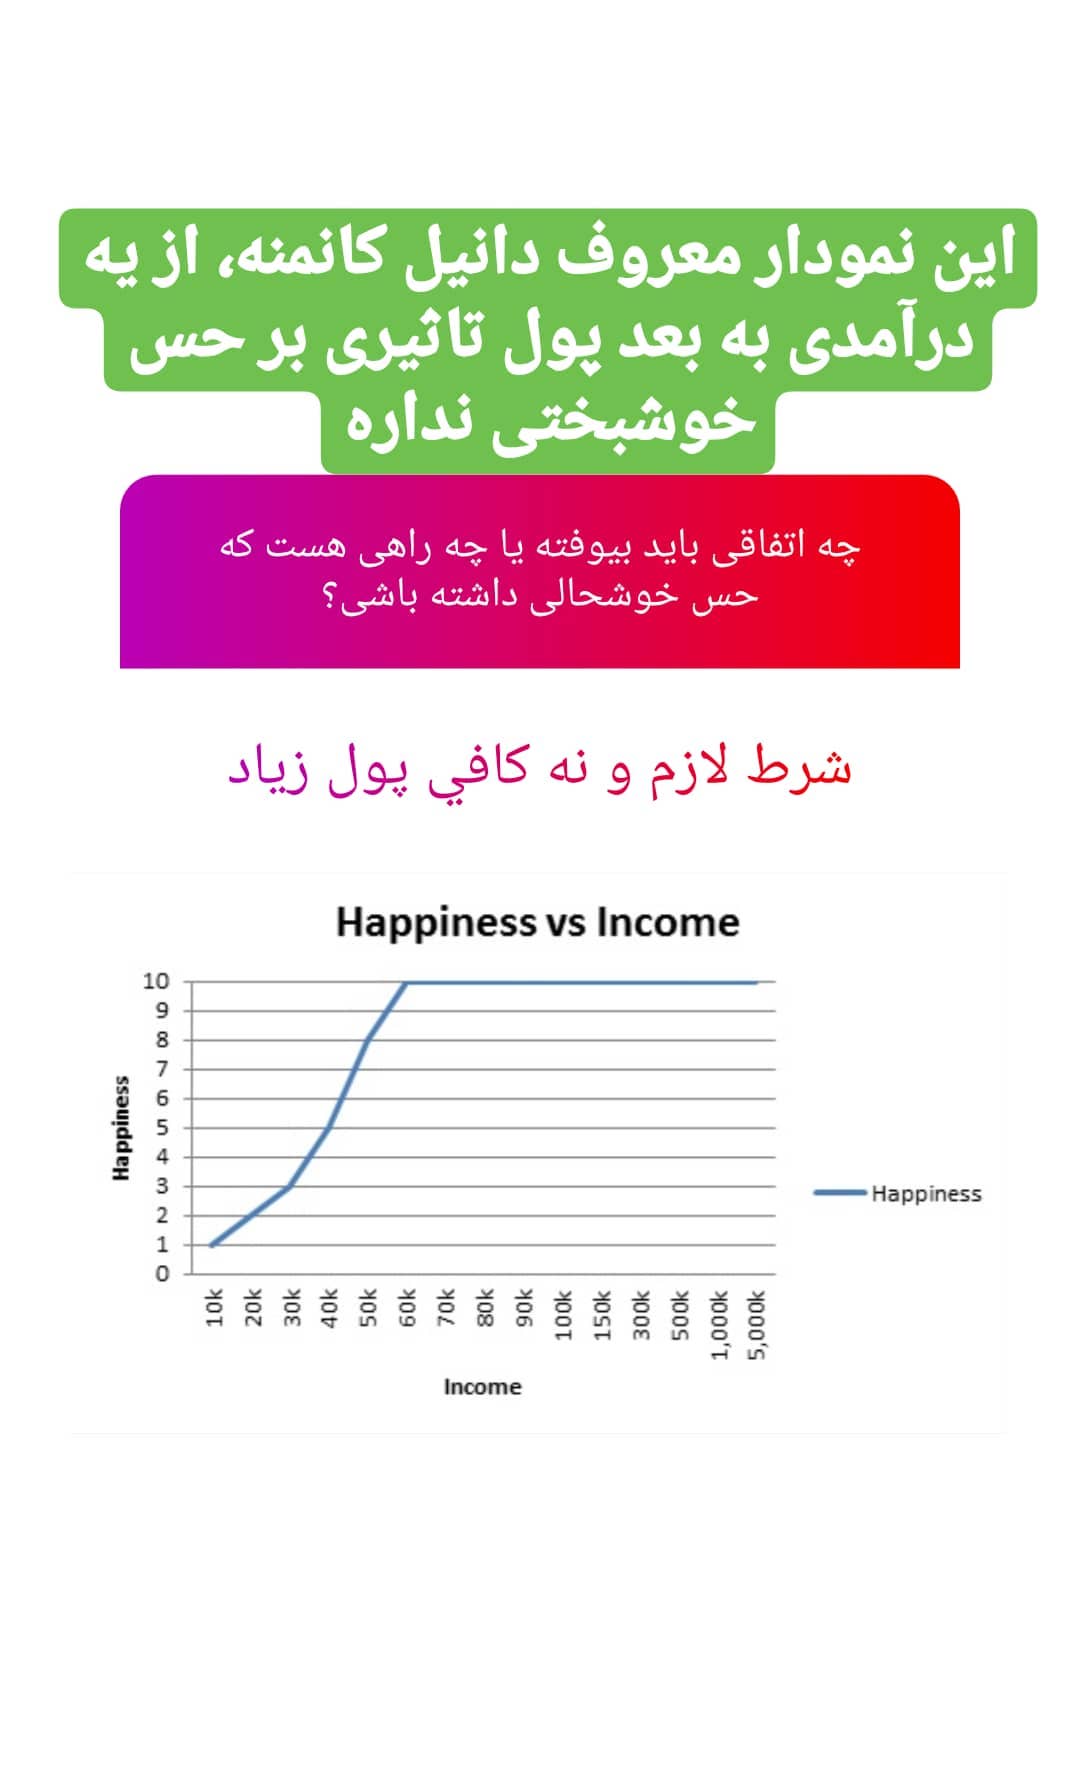 این نمودار معروف دانیل کانمنه، از یه
درآمدی به بعد پول تاثیری بر حس
خوشبختی نداره
چه اتفاقی باید بیوفته یا چه راهی هست که
حس خوشحالی داشته باشی؟
شرط لازم و نه كافي پول زیاد
Happiness vs Income
10
9
8
7
6
5
4
3
2
1
0
Happiness
10k 20k 30k 40k 50k 60k 70k 80k 90k 100k 150k 300k 500k 1,000k 5,000k
Income
Happiness